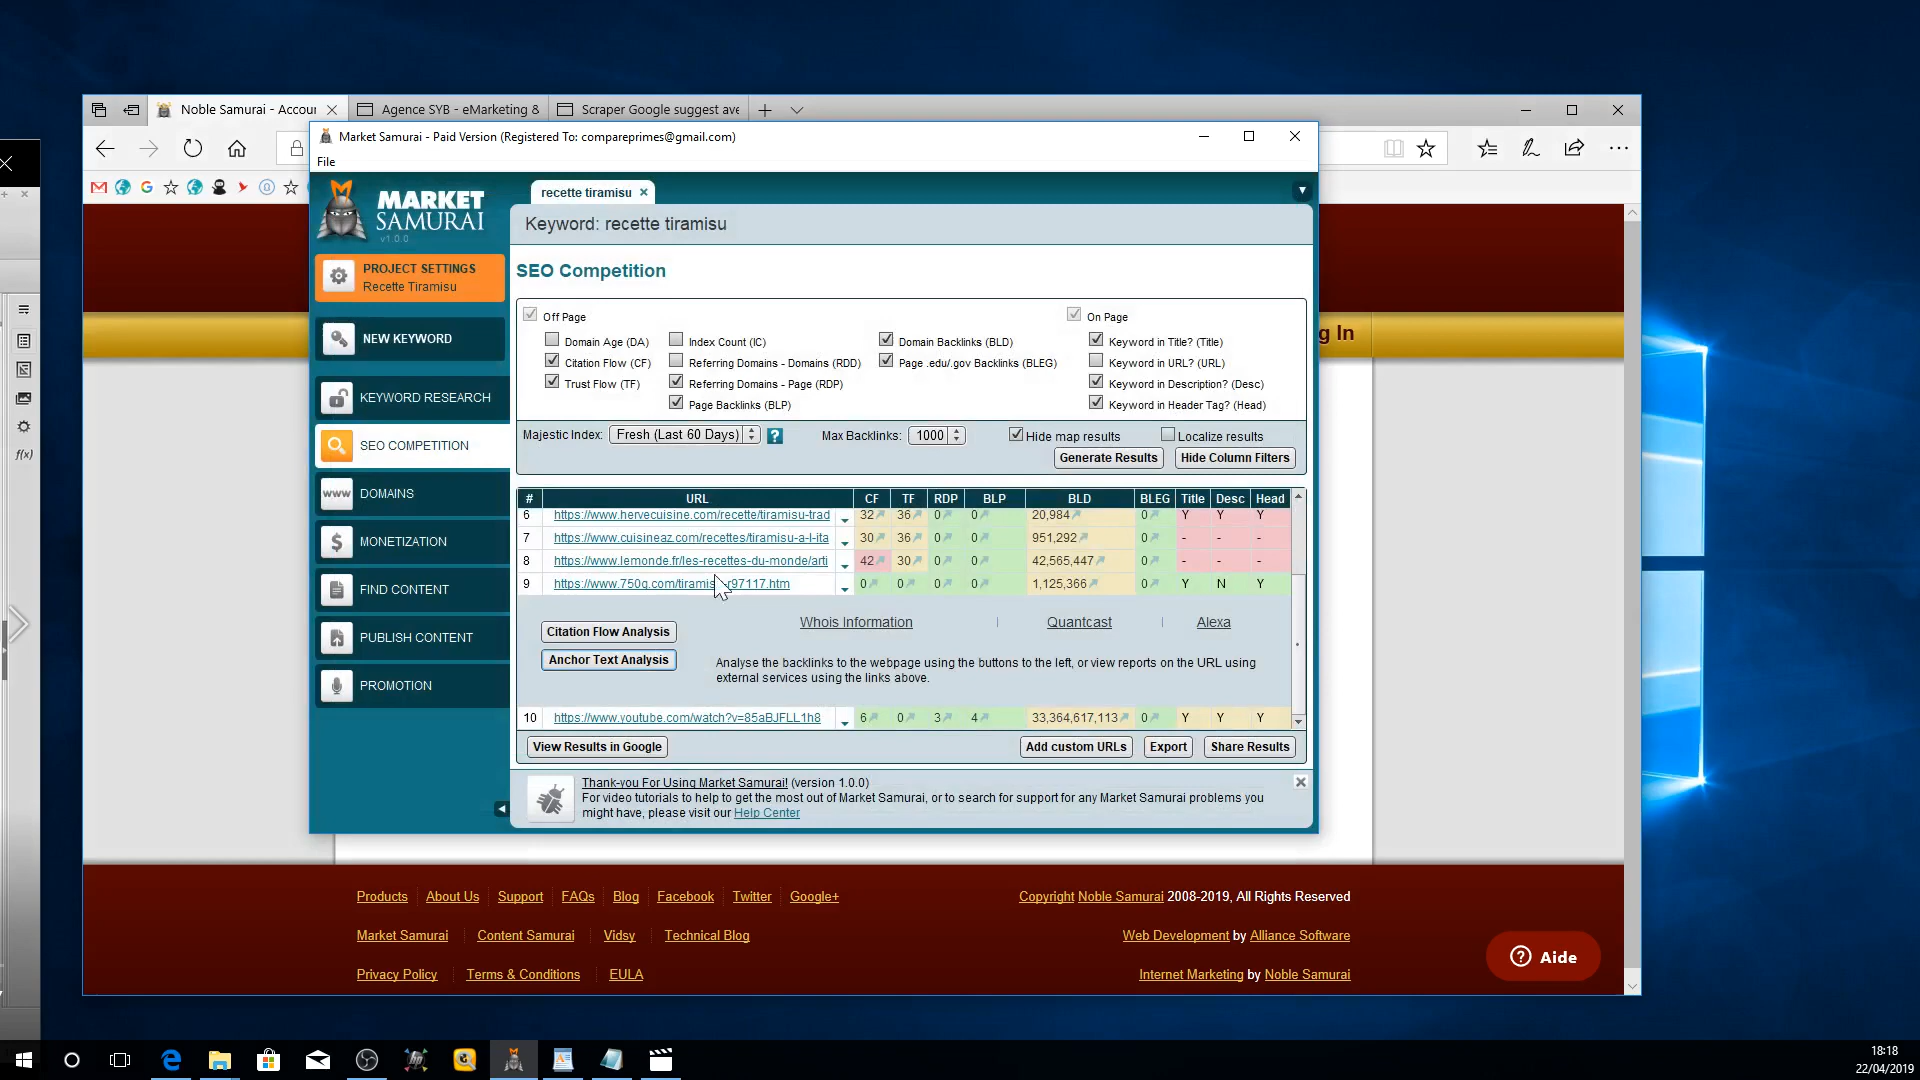 Noble Samurai - Accour
Agence SYB - eMarketing &
Scraper Google suggest ave
Market Samurai - Paid Version (Registered To: compareprimes@gmail.com)
File
MARKET
SAMURAI
v1.0.0
recette tiramisu
Keyword: recette tiramisu
PROJECT SETTINGS
Recette Tiramisu
NEW KEYWORD
KEYWORD RESEARCH
SEO COMPETITION
www DOMAINS
$ MONETIZATION
FIND CONTENT
PUBLISH CONTENT
PROMOTION
SEO Competition
Off Page
On Page
Domain Age (DA)
Index Count (IC)
Domain Backlinks (BLD)
Keyword in Title? (Title)
Citation Flow (CF)
Referring Domains - Domains (RDD)
Page .edu/.gov Backlinks (BLEG)
Keyword in URL? (URL)
Trust Flow (TF)
Referring Domains - Page (RDP)
Keyword in Description? (Desc)
Page Backlinks (BLP)
Keyword in Header Tag? (Head)
Majestic Index: Fresh (Last 60 Days) ? Max Backlinks: 1000 Hide map results Localize results
Generate Results Hide Column Filters
# URL CF TF RDP BLP BLD BLEG Title Desc Head
6 https://www.hervecuisine.com/recette/tiramisu-trad 32 36 0 0 20,984 0 Y Y Y
7 https://www.cuisineaz.com/recettes/tiramisu-a-l-ita 30 36 0 0 951,292 0 - - -
8 https://www.lemonde.fr/les-recettes-du-monde/arti 42 30 0 0 42,565,447 0 - - -
9 https://www.750g.com/tiramis r97117.htm 0 0 0 0 1,125,366 0 Y N Y
Citation Flow Analysis
Anchor Text Analysis
Whois Information | Quantcast | Alexa
Analyse the backlinks to the webpage using the buttons to the left, or view reports on the URL using
external services using the links above.
10 https://www.youtube.com/watch?v=85aBJFLL1h8 6 0 3 4 33,364,617,113 0 Y Y Y
View Results in Google Add custom URLs Export Share Results
Thank-you For Using Market Samurai! (version 1.0.0)
For video tutorials to help to get the most out of Market Samurai, or to search for support for any Market Samurai problems you
might have, please visit our Help Center
g In
Products About Us Support FAQs Blog Facebook Twitter Google+
Copyright Noble Samurai 2008-2019, All Rights Reserved
Market Samurai Content Samurai Vidsy Technical Blog
Web Development by Alliance Software
Privacy Policy Terms & Conditions EULA
Internet Marketing by Noble Samurai
? Aide
f(x)
18:18
22/04/2019